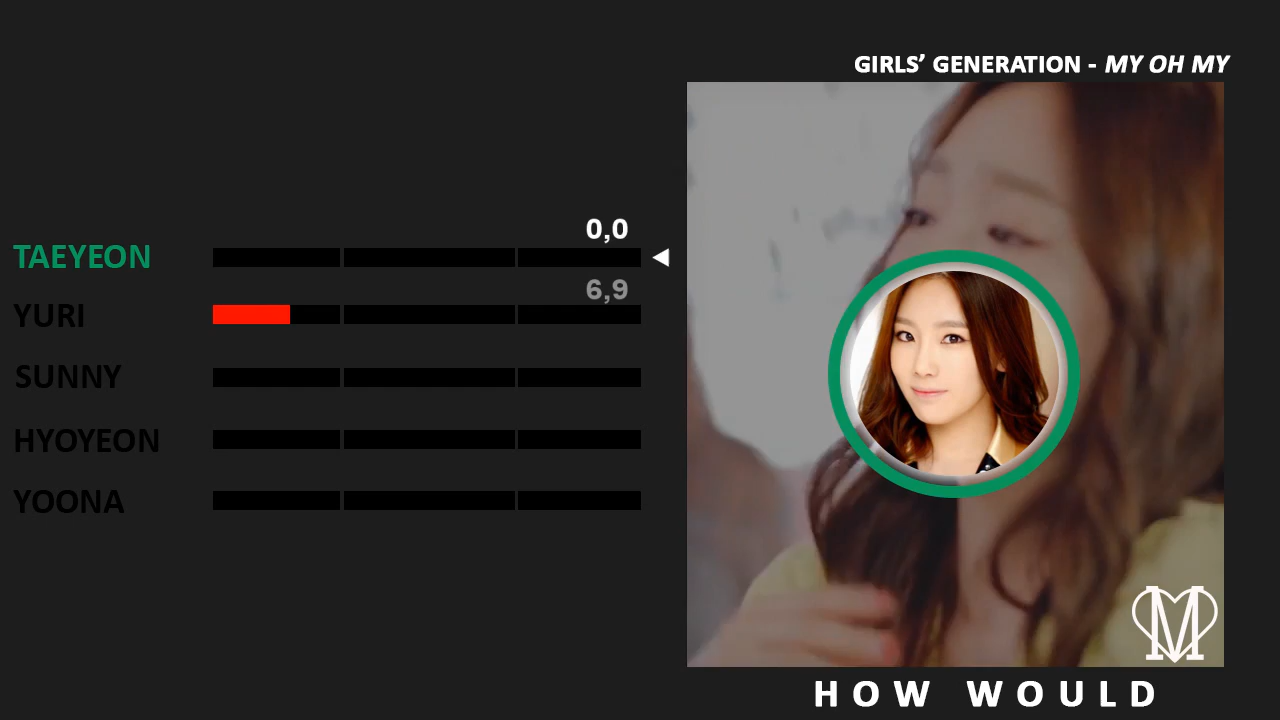 GIRLS’ GENERATION - MY OH MY
0,0
TAEYEON
6,9
YURI
SUNNY
HYOYEON
YOONA
M
HOW WOULD